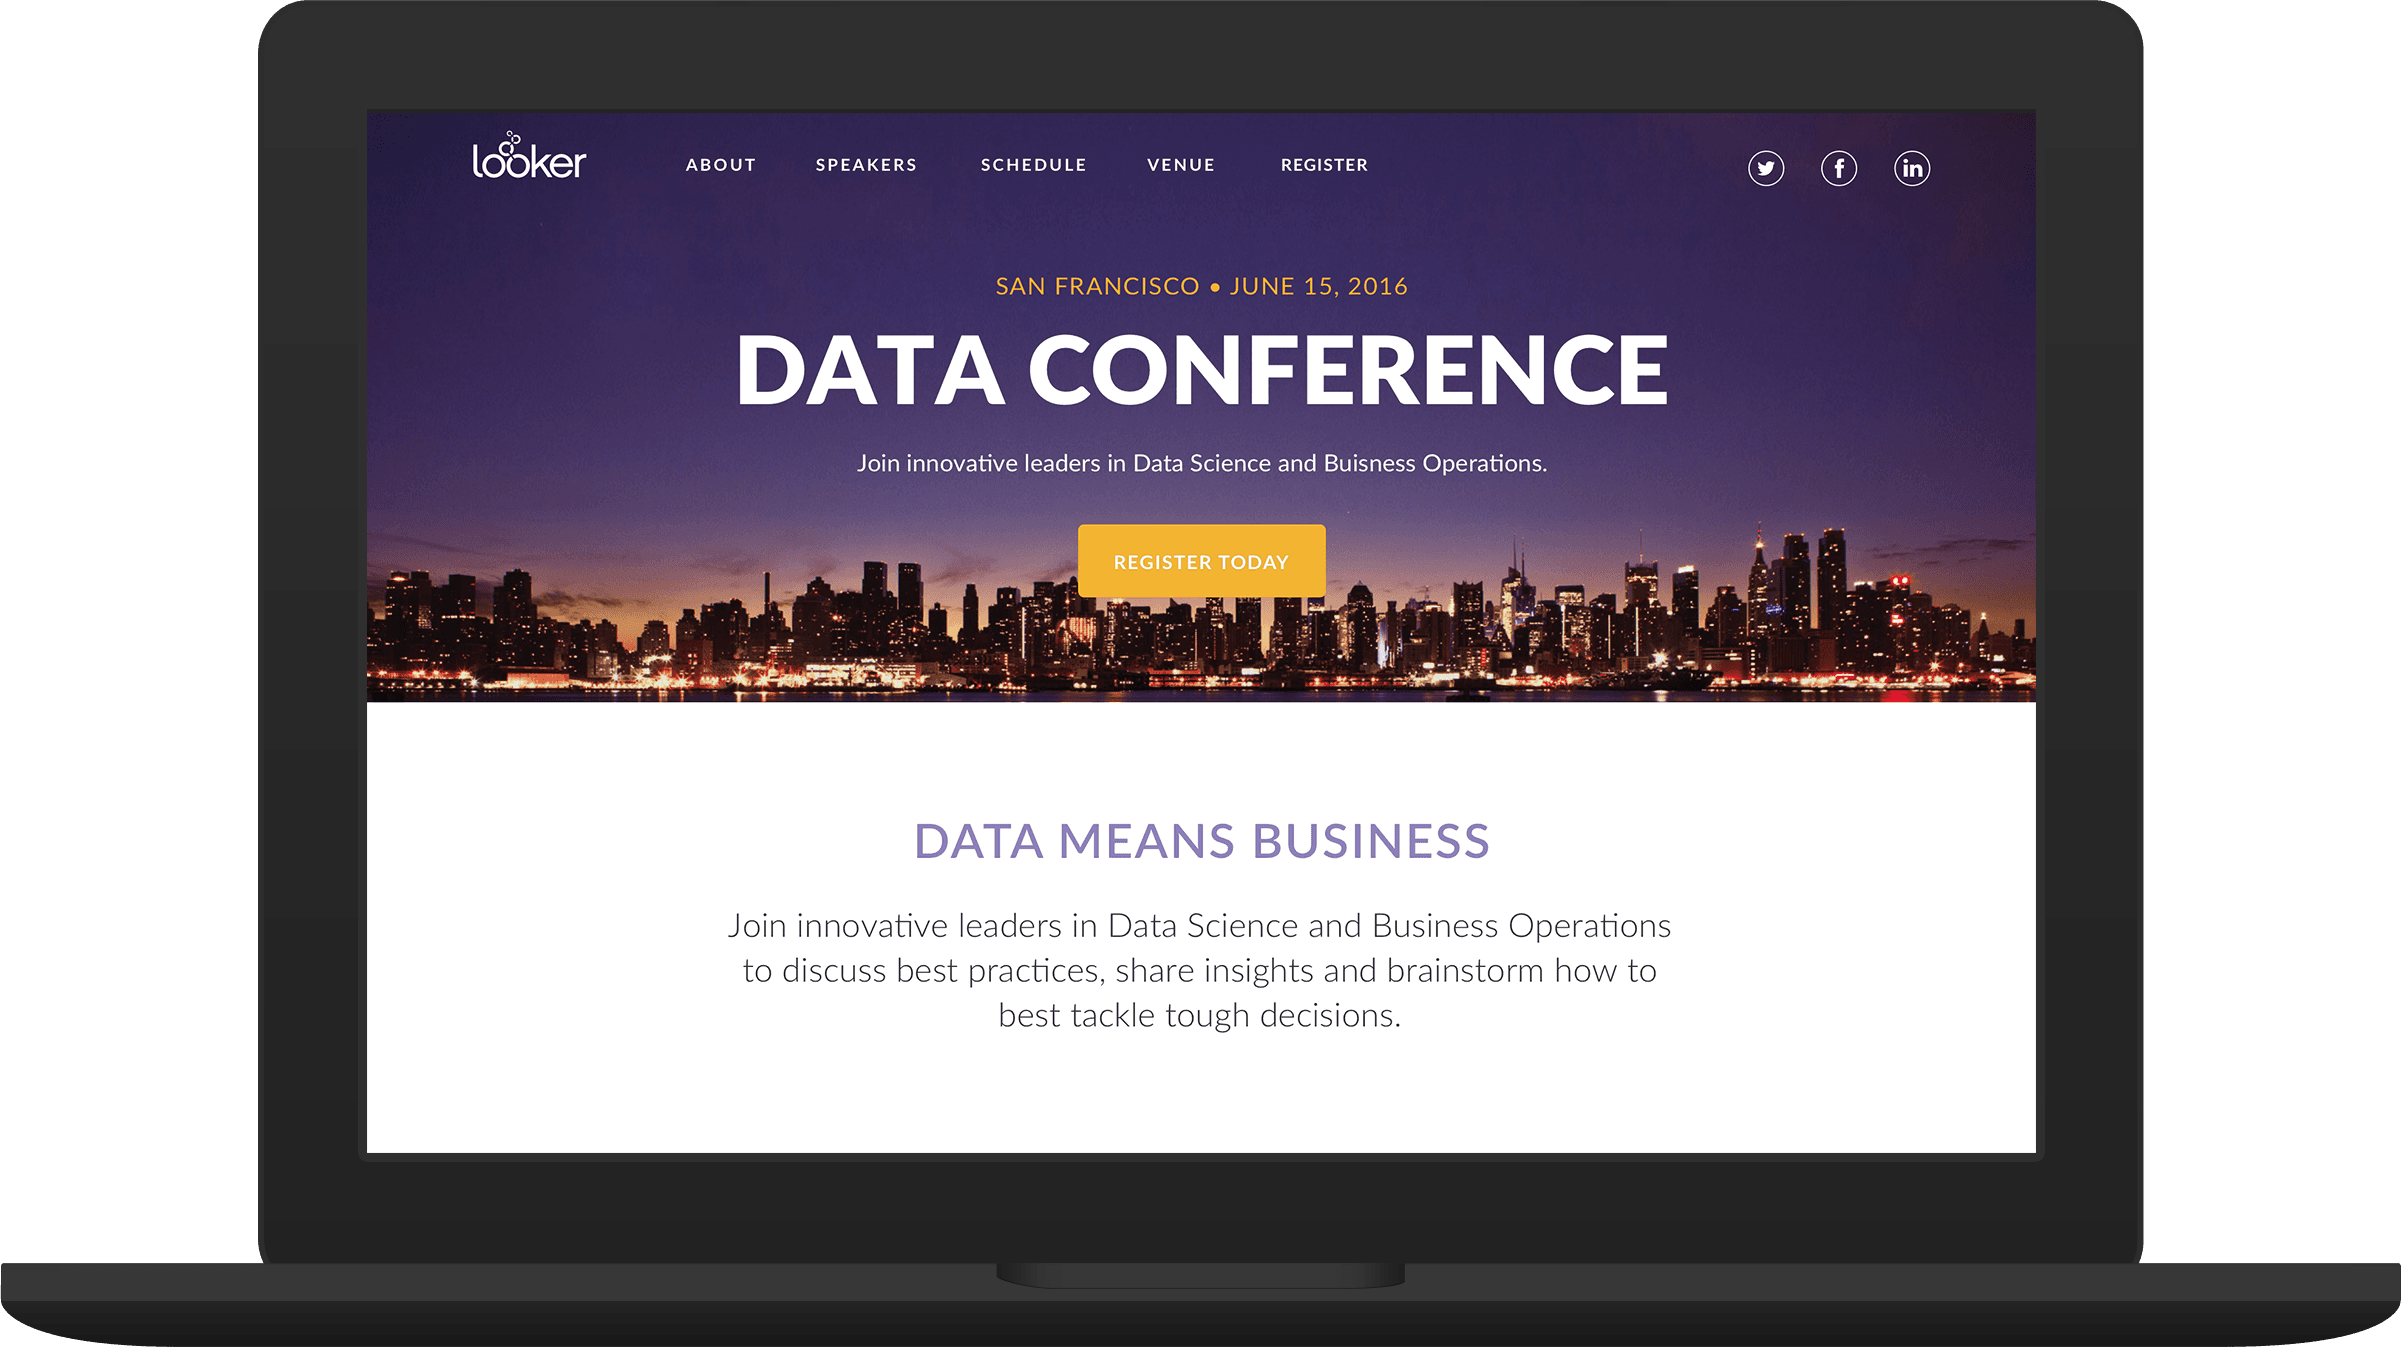 looker
ABOUT SPEAKERS SCHEDULE VENUE REGISTER
SAN FRANCISCO • JUNE 15, 2016
DATA CONFERENCE
Join innovative leaders in Data Science and Buisness Operations.
REGISTER TODAY
DATA MEANS BUSINESS
Join innovative leaders in Data Science and Business Operations
to discuss best practices, share insights and brainstorm how to
best tackle tough decisions.